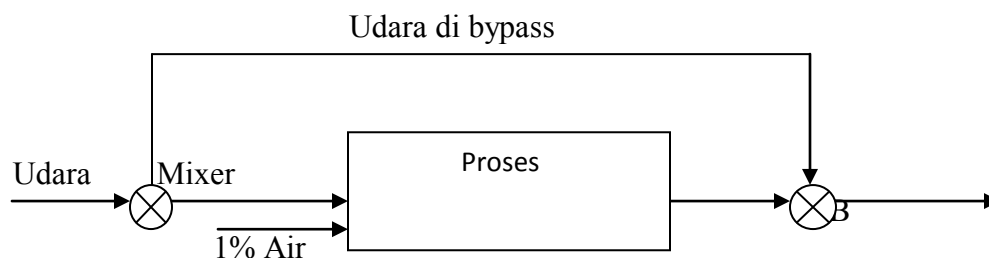 Udara di bypass
Udara
Mixer
Proses
B
1% Air